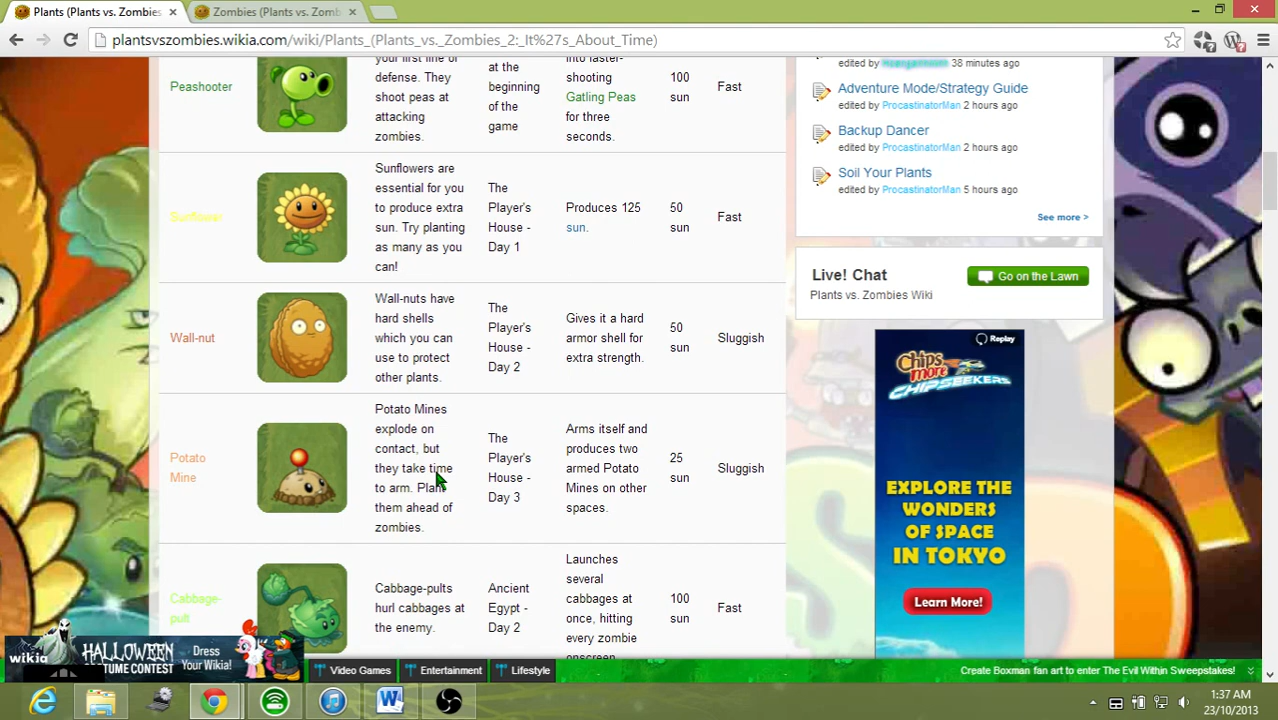 Plants (Plants vs. Zombies
Zombies (Plants vs. Zomb
plantsvszombies.wikia.com/wiki/Plants_(Plants_vs._Zombies_2:_It%27s_About_Time)
Peashooter
your first line of
defense. They
shoot peas at
attacking
zombies.
at the
beginning
of the
game
into faster-
shooting
Gatling Peas
for three
seconds.
100
sun
Fast
Sunflower
Sunflowers are
essential for you
to produce extra
sun. Try planting
as many as you
can!
The
Player's
House -
Day 1
Produces 125
sun.
50
sun
Fast
Wall-nut
Wall-nuts have
hard shells
which you can
use to protect
other plants.
The
Player's
House -
Day 2
Gives it a hard
armor shell for
extra strength.
50
sun
Sluggish
Potato
Mine
Potato Mines
explode on
contact, but
they take time
to arm. Plant
them ahead of
zombies.
The
Player's
House -
Day 3
Arms itself and
produces two
armed Potato
Mines on other
spaces.
25
sun
Sluggish
Cabbage-
pult
Cabbage-pults
hurl cabbages at
the enemy.
Ancient
Egypt -
Day 2
Launches
several
cabbages at
once, hitting
every zombie
onscreen
100
sun
Fast
edited by 38 minutes ago
Adventure Mode/Strategy Guide
edited by ProcastinatorMan 2 hours ago
Backup Dancer
edited by ProcastinatorMan 2 hours ago
Soil Your Plants
edited by ProcastinatorMan 5 hours ago
See more >
Live! Chat
Go on the Lawn
Plants vs. Zombies Wiki
Replay
Chips
more
CHIPSEEKERS
EXPLORE THE
WONDERS
OF SPACE
IN TOKYO
Learn More!
wikia
HALLOWEEN
COSTUME CONTEST
Dress
Your Wikia!
Video Games
Entertainment
Lifestyle
Create Boxman fan art to enter The Evil Within Sweepstakes!
1:37 AM
23/10/2013